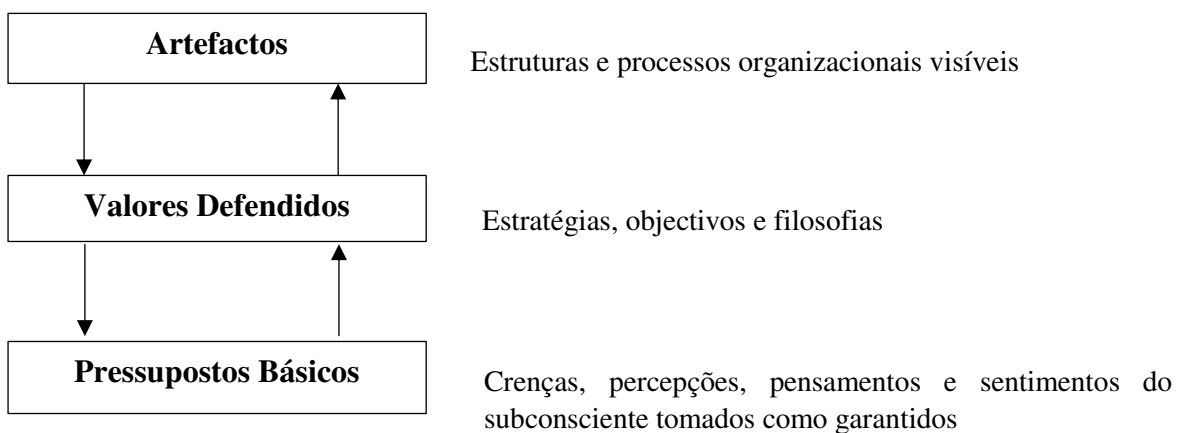 Artefactos
Estruturas e processos organizacionais visíveis
Valores Defendidos
Estratégias, objectivos e filosofias
Pressupostos Básicos
Crenças, percepções, pensamentos e sentimentos do
subconsciente tomados como garantidos